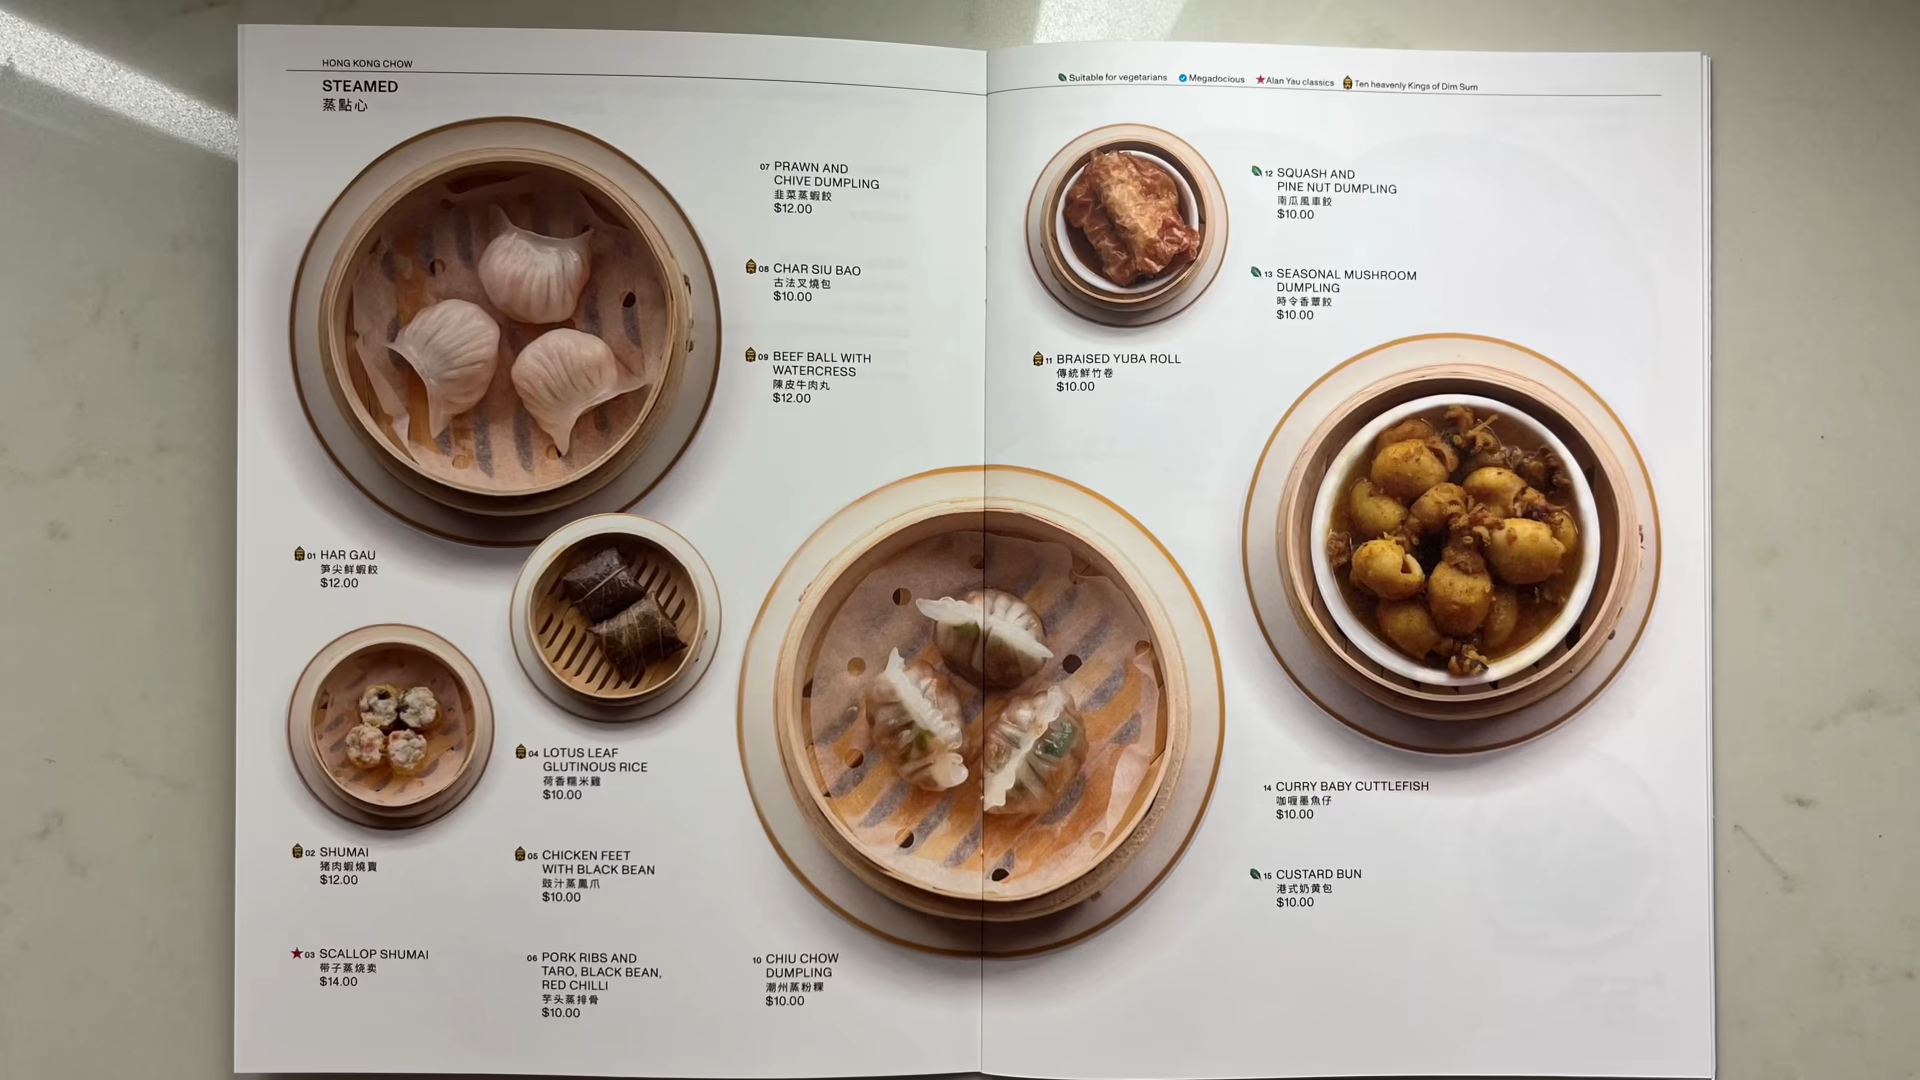 HONG KONG CHOW
STEAMED
蒸點心
01 HAR GAU
笋尖鮮蝦餃
$12.00
02 SHUMAI
猪肉蝦燒賣
$12.00
03 SCALLOP SHUMAI
带子蒸烧卖
$14.00
04 LOTUS LEAF
GLUTINOUS RICE
荷香糯米雞
$10.00
05 CHICKEN FEET
WITH BLACK BEAN
豉汁蒸鳳爪
$10.00
06 PORK RIBS AND
TARO, BLACK BEAN,
RED CHILLI
芋头蒸排骨
$10.00
07 PRAWN AND
CHIVE DUMPLING
韭菜蒸蝦餃
$12.00
08 CHAR SIU BAO
古法叉燒包
$10.00
09 BEEF BALL WITH
WATERCRESS
陳皮牛肉丸
$12.00
10 CHIU CHOW
DUMPLING
潮州蒸粉粿
$10.00
Suitable for vegetarians Megadocious Alan Yau classics Ten heavenly Kings of Dim Sum
11 BRAISED YUBA ROLL
傳統鮮竹卷
$10.00
12 SQUASH AND
PINE NUT DUMPLING
南瓜風車餃
$10.00
13 SEASONAL MUSHROOM
DUMPLING
時令香蕈餃
$10.00
14 CURRY BABY CUTTLEFISH
咖喱墨魚仔
$10.00
15 CUSTARD BUN
港式奶黄包
$10.00